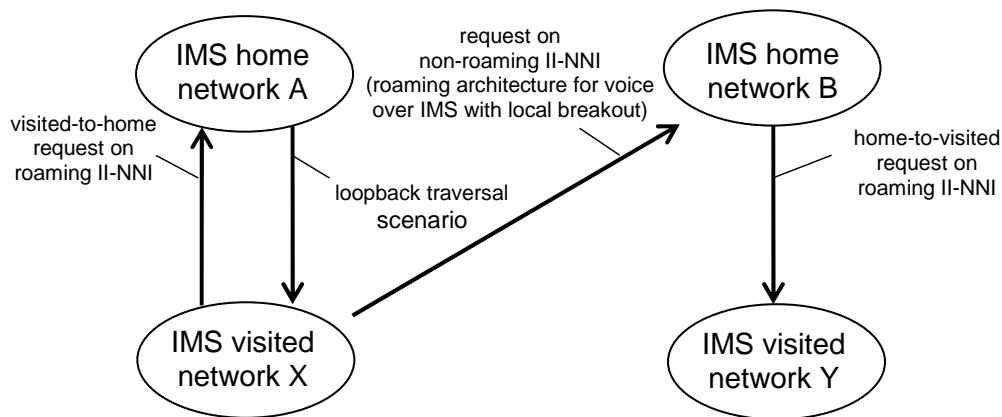 IMS home
network A
request on
non-roaming II-NNI
(roaming architecture for voice
over IMS with local breakout)
IMS home
network B
visited-to-home
request on
roaming II-NNI
loopback traversal
scenario
home-to-visited
request on
roaming II-NNI
IMS visited
network X
IMS visited
network Y